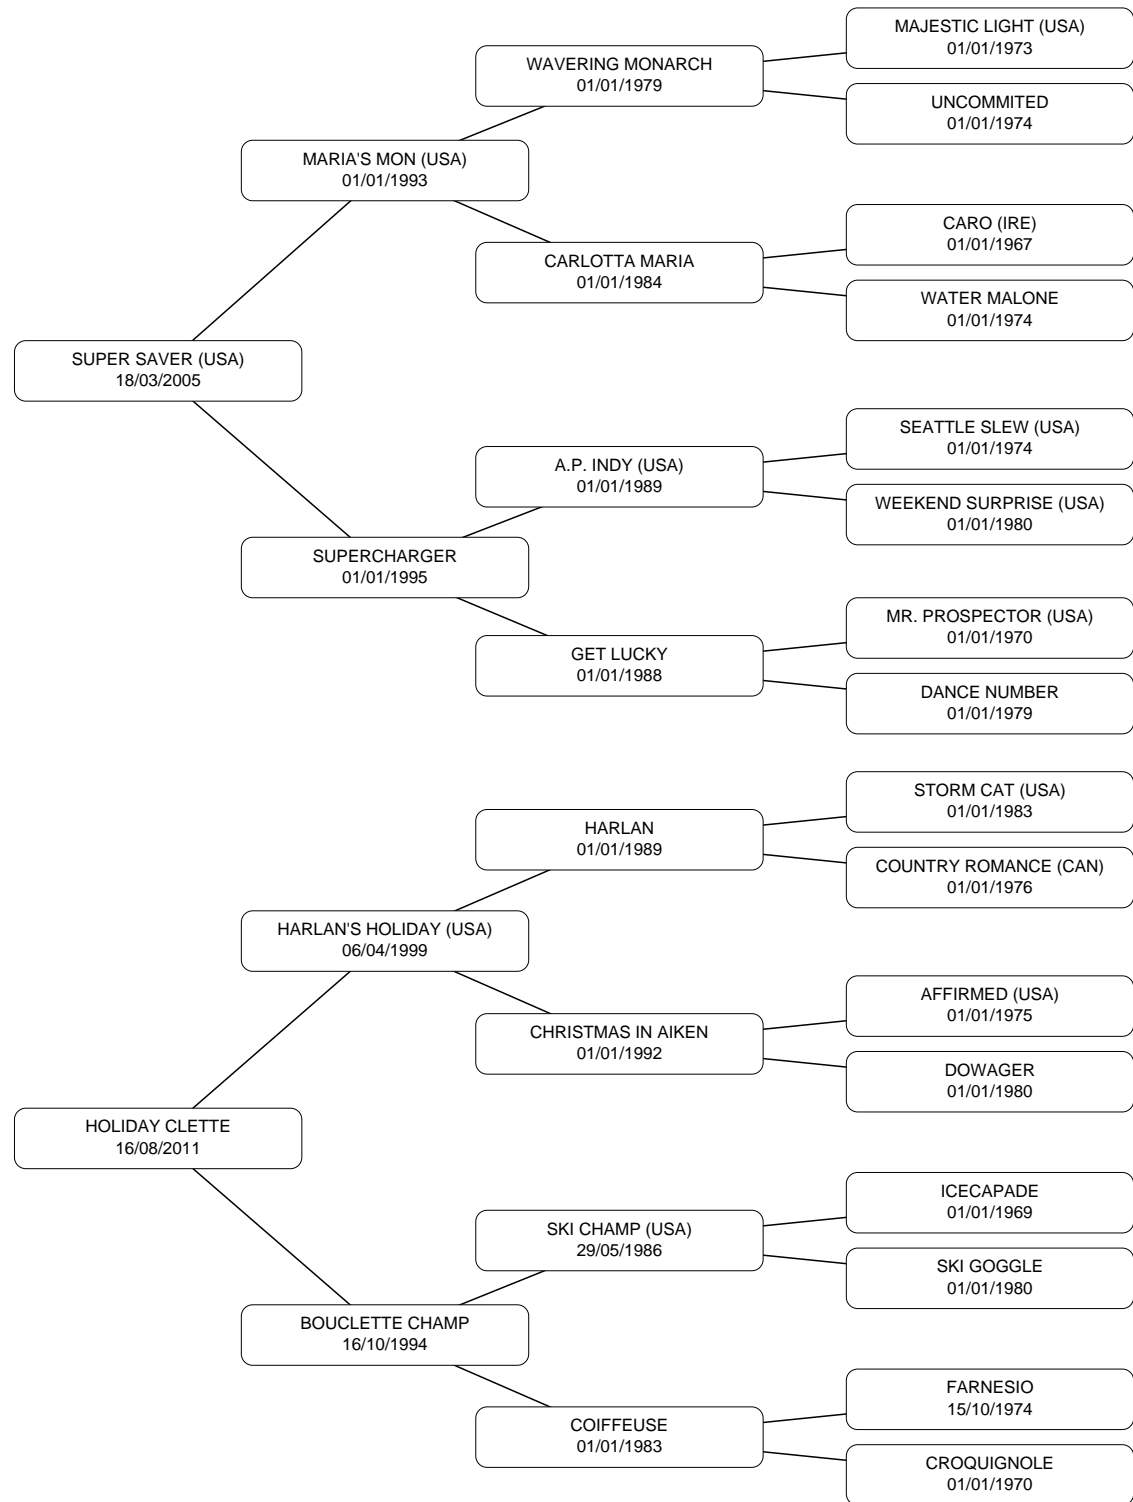 MAJESTIC LIGHT (USA)
01/01/1973
WAVERING MONARCH
01/01/1979
UNCOMMITED
01/01/1974
MARIA'S MON (USA)
01/01/1993
CARO (IRE)
01/01/1967
CARLOTTA MARIA
01/01/1984
WATER MALONE
01/01/1974
SUPER SAVER (USA)
18/03/2005
SEATTLE SLEW (USA)
01/01/1974
A.P. INDY (USA)
01/01/1989
WEEKEND SURPRISE (USA)
01/01/1980
SUPERCHARGER
01/01/1995
MR. PROSPECTOR (USA)
01/01/1970
GET LUCKY
01/01/1988
DANCE NUMBER
01/01/1979
STORM CAT (USA)
01/01/1983
HARLAN
01/01/1989
COUNTRY ROMANCE (CAN)
01/01/1976
HARLAN'S HOLIDAY (USA)
06/04/1999
AFFIRMED (USA)
01/01/1975
CHRISTMAS IN AIKEN
01/01/1992
DOWAGER
01/01/1980
HOLIDAY CLETTE
16/08/2011
ICECAPADE
01/01/1969
SKI CHAMP (USA)
29/05/1986
SKI GOGGLE
01/01/1980
BOUCLETTE CHAMP
16/10/1994
FARNESIO
15/10/1974
COIFFEUSE
01/01/1983
CROQUIGNOLE
01/01/1970